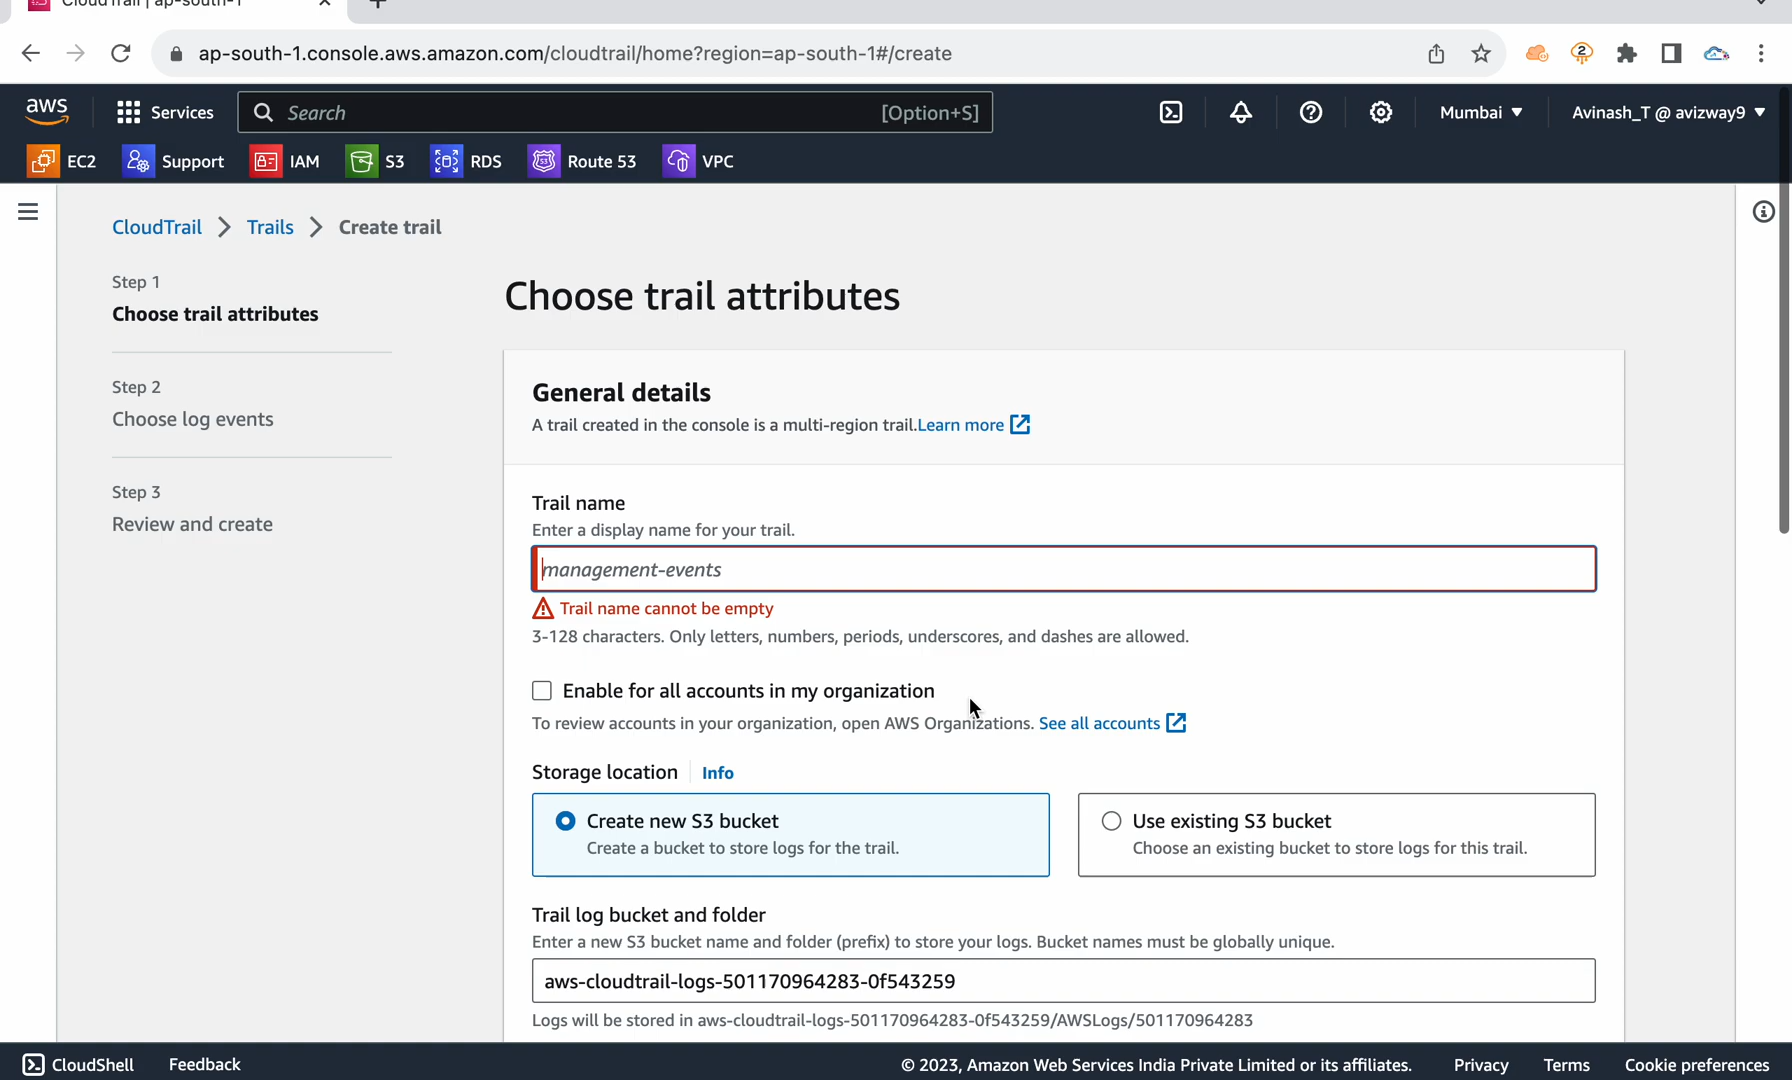 CloudTrail | ap-south-1
ap-south-1.console.aws.amazon.com/cloudtrail/home?region=ap-south-1#/create
2
aws
Services
Search
[Option+S]
Mumbai
Avinash_T @ avizway9
EC2
Support
IAM
S3
RDS
53
Route 53
VPC
CloudTrail
Trails
Create trail
Step 1
Choose trail attributes
Step 2
Choose log events
Step 3
Review and create
Choose trail attributes
General details
A trail created in the console is a multi-region trail.Learn more
Trail name
Enter a display name for your trail.
management-events
Trail name cannot be empty
3-128 characters. Only letters, numbers, periods, underscores, and dashes are allowed.
Enable for all accounts in my organization
To review accounts in your organization, open AWS Organizations. See all accounts
Storage location
Info
Create new S3 bucket
Create a bucket to store logs for the trail.
Use existing S3 bucket
Choose an existing bucket to store logs for this trail.
Trail log bucket and folder
Enter a new S3 bucket name and folder (prefix) to store your logs. Bucket names must be globally unique.
aws-cloudtrail-logs-501170964283-0f543259
Logs will be stored in aws-cloudtrail-logs-501170964283-0f543259/AWSLogs/501170964283
CloudShell
Feedback
© 2023, Amazon Web Services India Private Limited or its affiliates.
Privacy
Terms
Cookie preferences